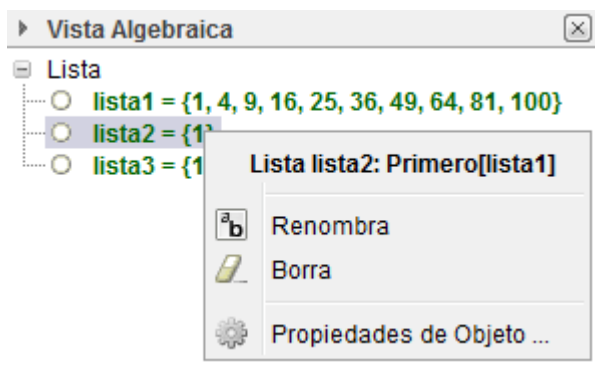 Vista Algebraica
Lista
lista1 = {1, 4, 9, 16, 25, 36, 49, 64, 81, 100}
lista2 = {1}
lista3 = {1
Lista lista2: Primero[lista1]
Renombra
Borra
Propiedades de Objeto ...